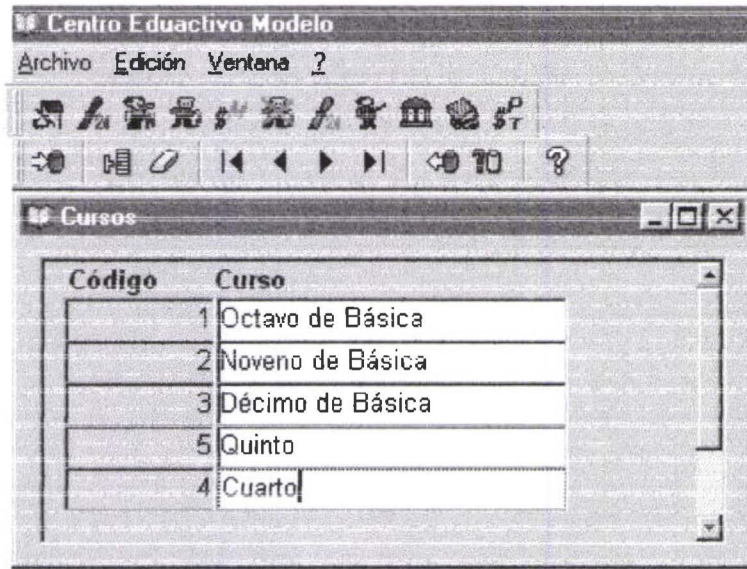 Centro Eduactivo Modelo
Archivo Edición Ventana ?
Cursos
Código Curso
1 Octavo de Básica
2 Noveno de Básica
3 Décimo de Básica
5 Quinto
4 Cuarto